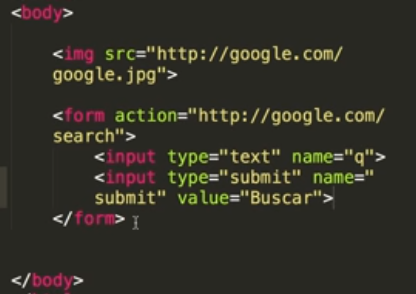 <body>
<img src="http://google.com/
google.jpg">
<form action="http://google.com/
search">
<input type="text" name="q">
<input type="submit" name="
submit" value="Buscar">
</form>
</body>